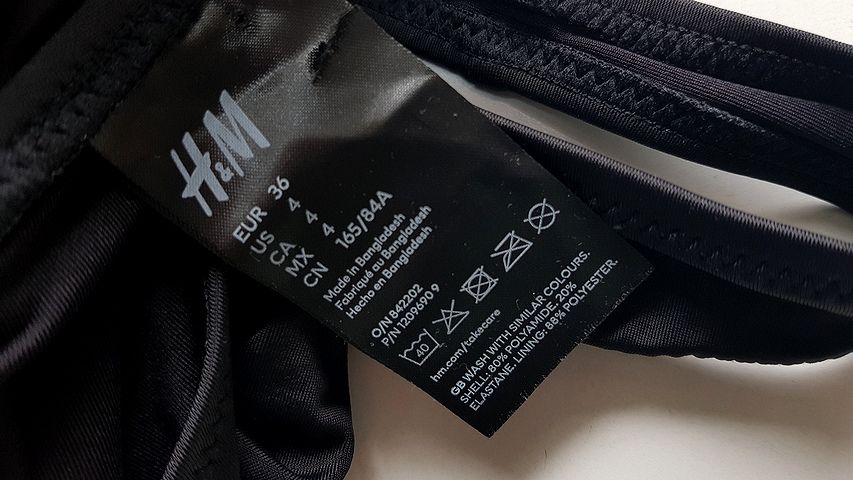 H&M
EUR 36
US 4
CA 4
MX 4
CN 165/84A
Made in Bangladesh
Fabriqué au Bangladesh
Hecho en Bangladesh
O/N 842202
P/N 1209690 9
40
hm.com/takecare
GB WASH WITH SIMILAR COLOURS.
SHELL: 80% POLYAMIDE-20%
ELASTANE. LINING: 88% POLYESTER.